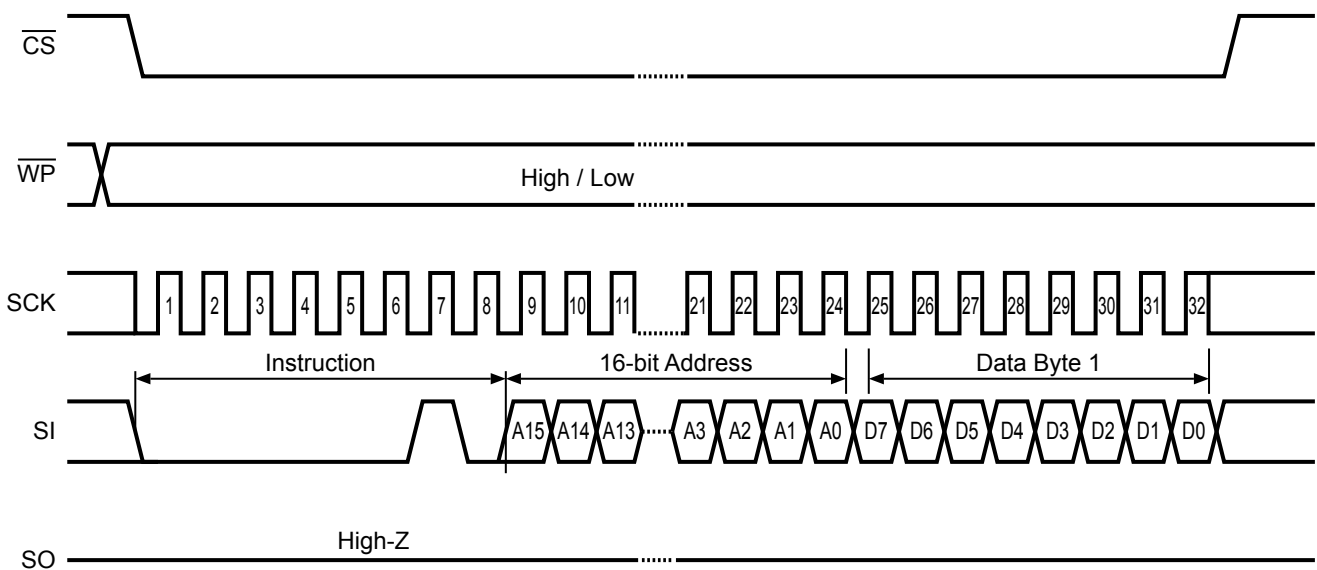 CS
WP
High / Low
SCK
1 2 3 4 5 6 7 8 9 10 11 21 22 23 24 25 26 27 28 29 30 31 32
Instruction 16-bit Address Data Byte 1
SI
A15 A14 A13 A3 A2 A1 A0 D7 D6 D5 D4 D3 D2 D1 D0
High-Z
SO